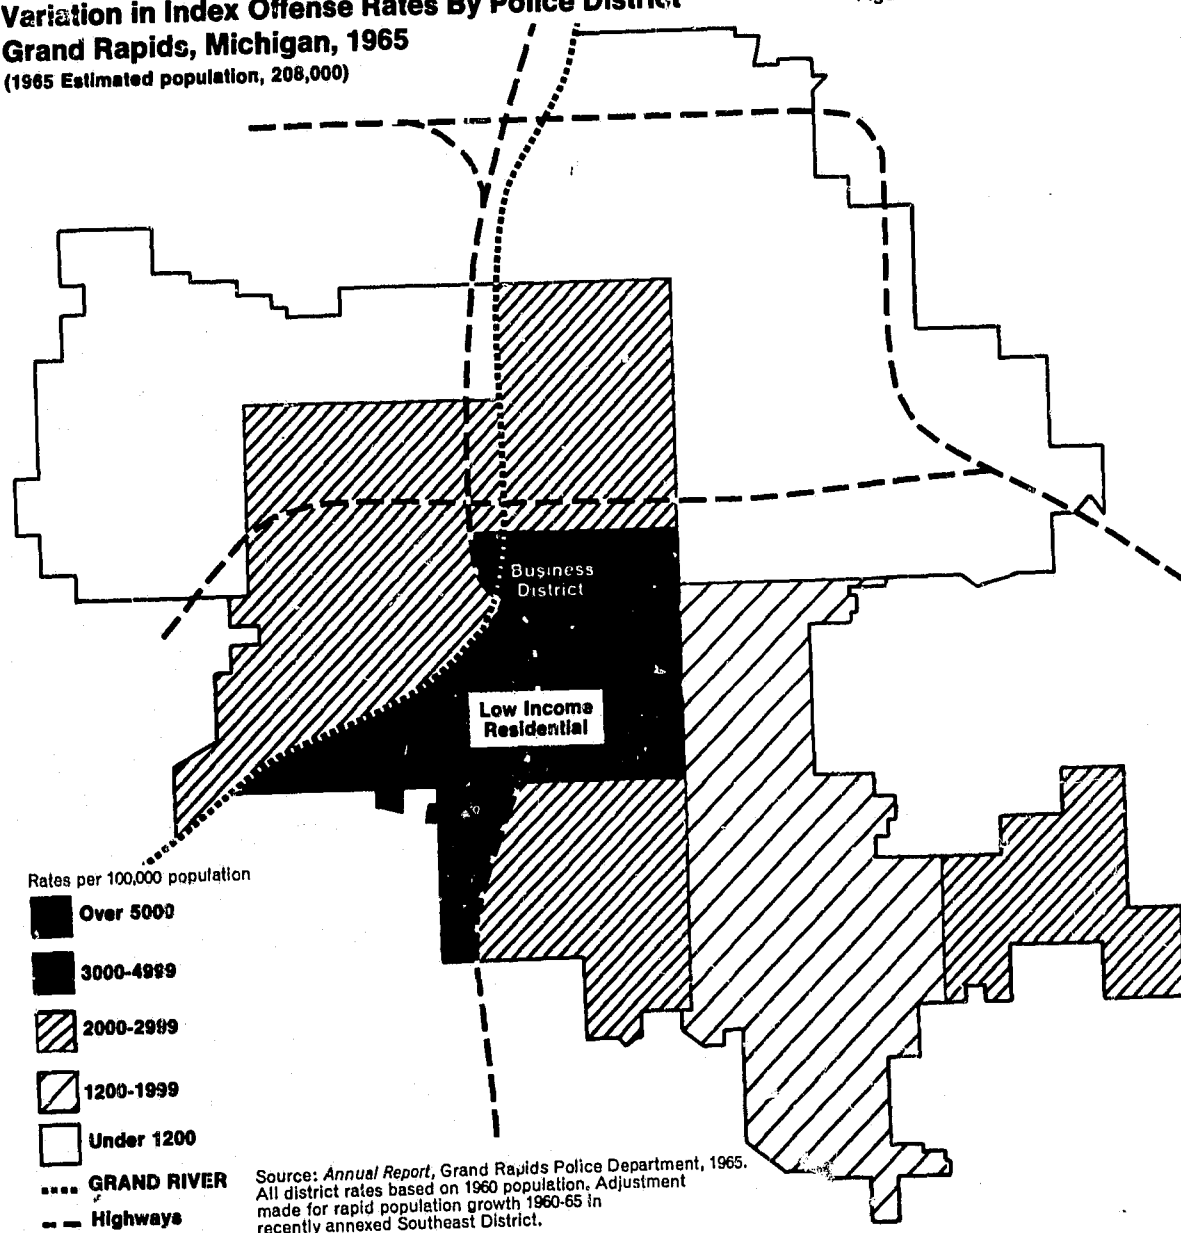 Variation in Index Offense Rates By Police District
Grand Rapids, Michigan, 1965
(1965 Estimated population, 208,000)
Business
District
Low Income
Residential
Rates per 100,000 population
Over 5000
3000-4999
2000-2999
1200-1999
Under 1200
GRAND RIVER
Highways
Source: Annual Report, Grand Rapids Police Department, 1965.
All district rates based on 1960 population. Adjustment
made for rapid population growth 1960-65 in
recently annexed Southeast District.